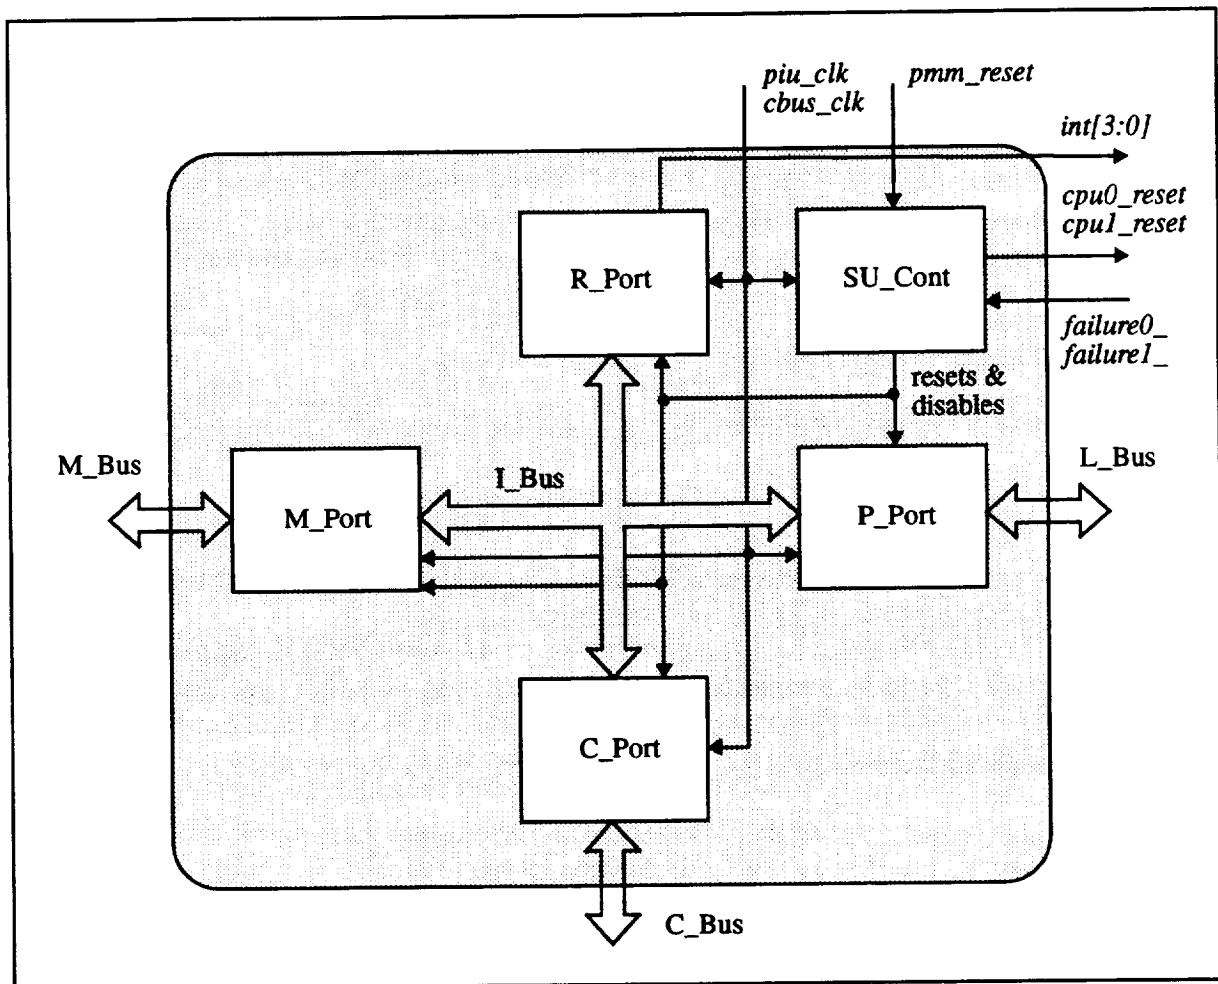 piu_clk
cbus_clk
pmm_reset
int[3:0]
cpu0_reset
cpu1_reset
R_Port
SU_Cont
failure0_
failure1_
resets &
disables
M_Bus
I_Bus
L_Bus
M_Port
P_Port
C_Port
C_Bus